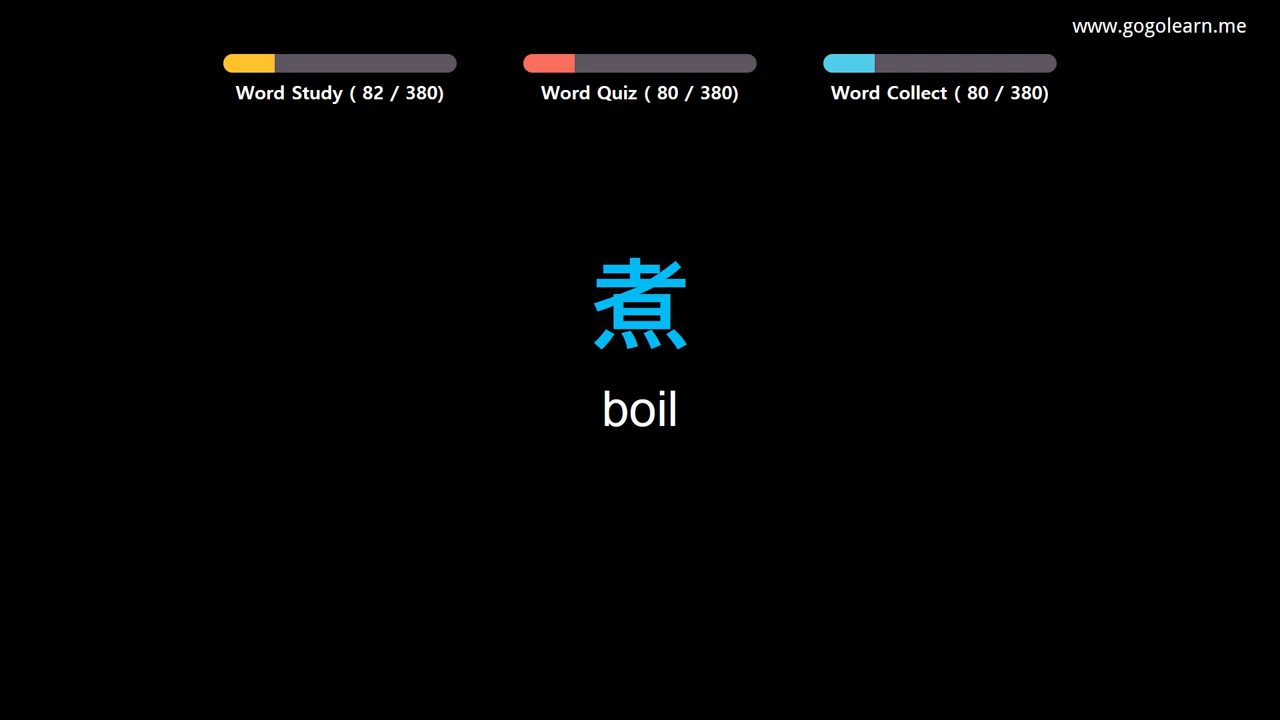 www.gogolearn.me
Word Study ( 82 / 380)
Word Quiz ( 80 / 380)
Word Collect ( 80 / 380)
煮
boil